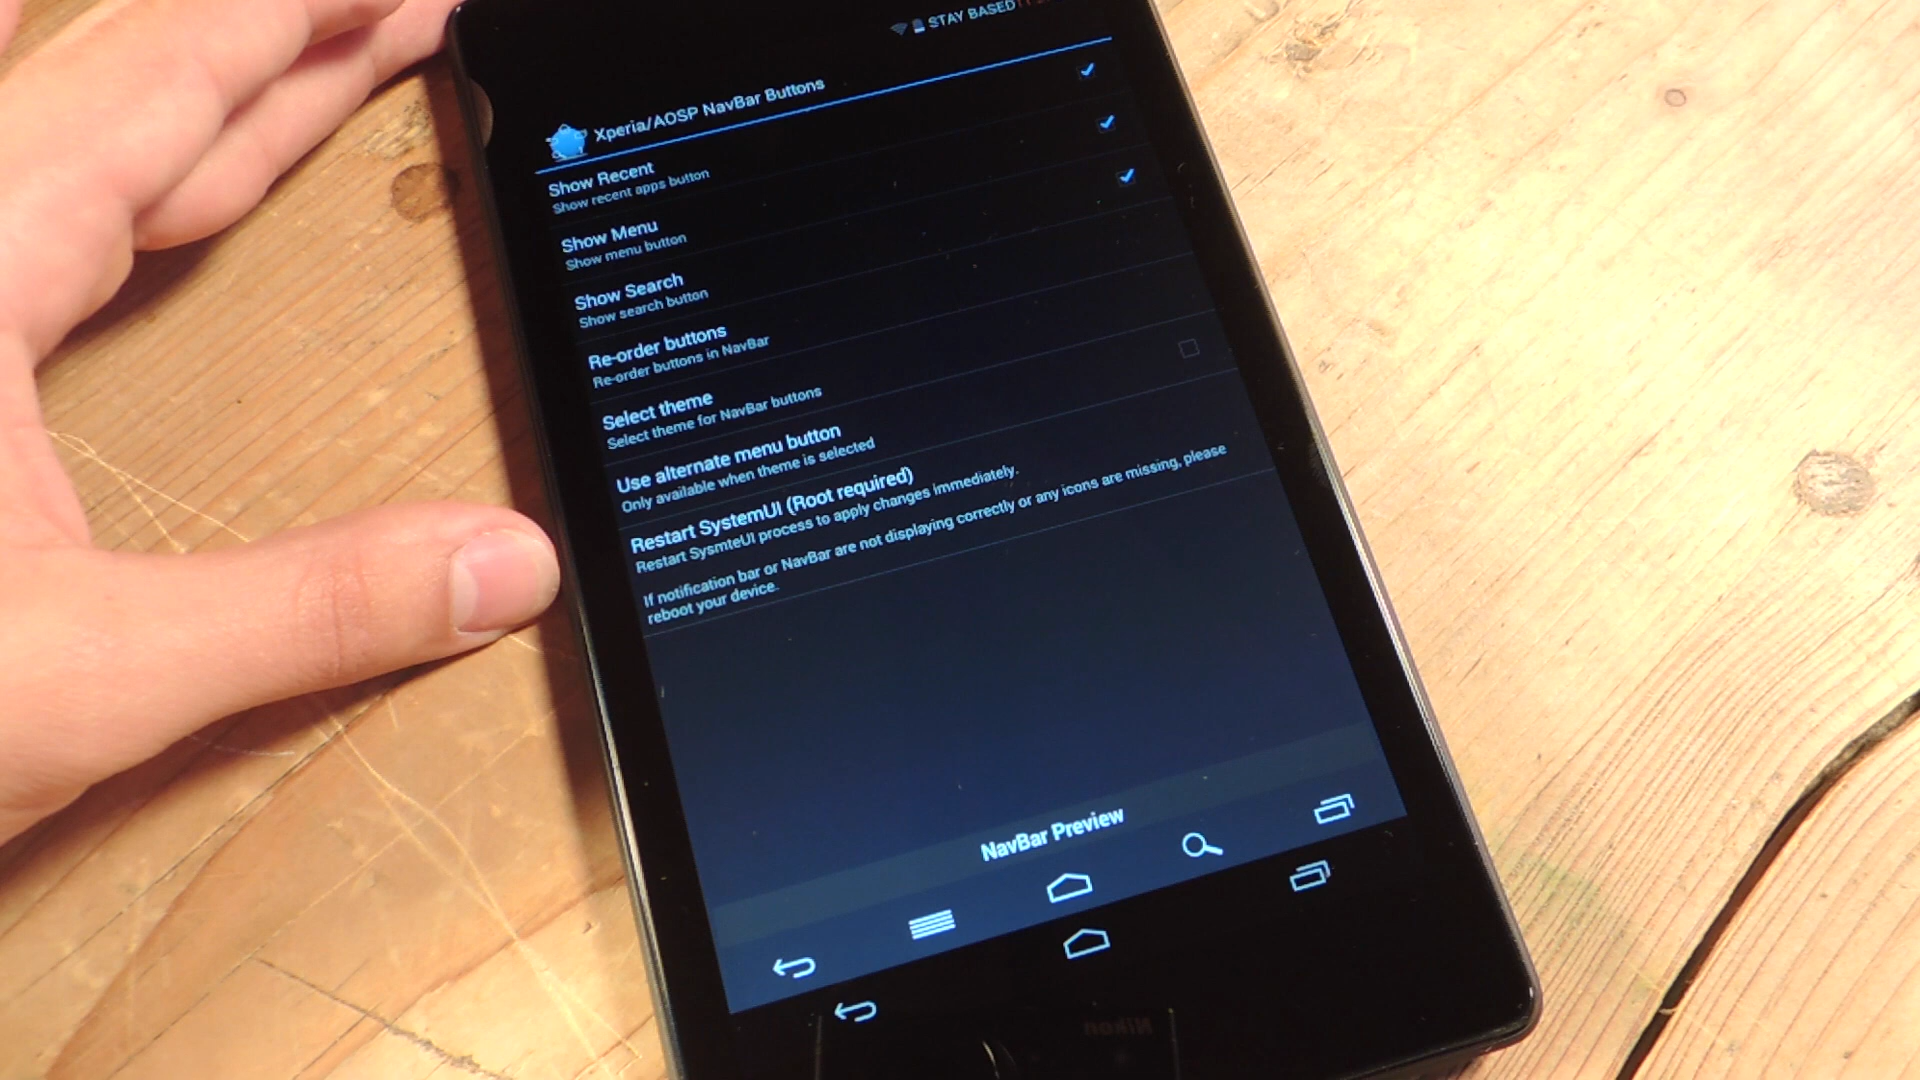 STAY BASED
Xperia/AOSP NavBar Buttons
Show Recent
Show recent apps button
Show Menu
Show menu button
Show Search
Show search button
Re-order buttons
Re-order buttons in NavBar
Select theme
Select theme for NavBar buttons
Use alternate menu button
Only available when theme is selected
Restart SystemUI (Root required)
Restart SysmteUI process to apply changes immediately.
If notification bar or NavBar are not displaying correctly or any icons are missing, please
reboot your device.
NavBar Preview
Nikon